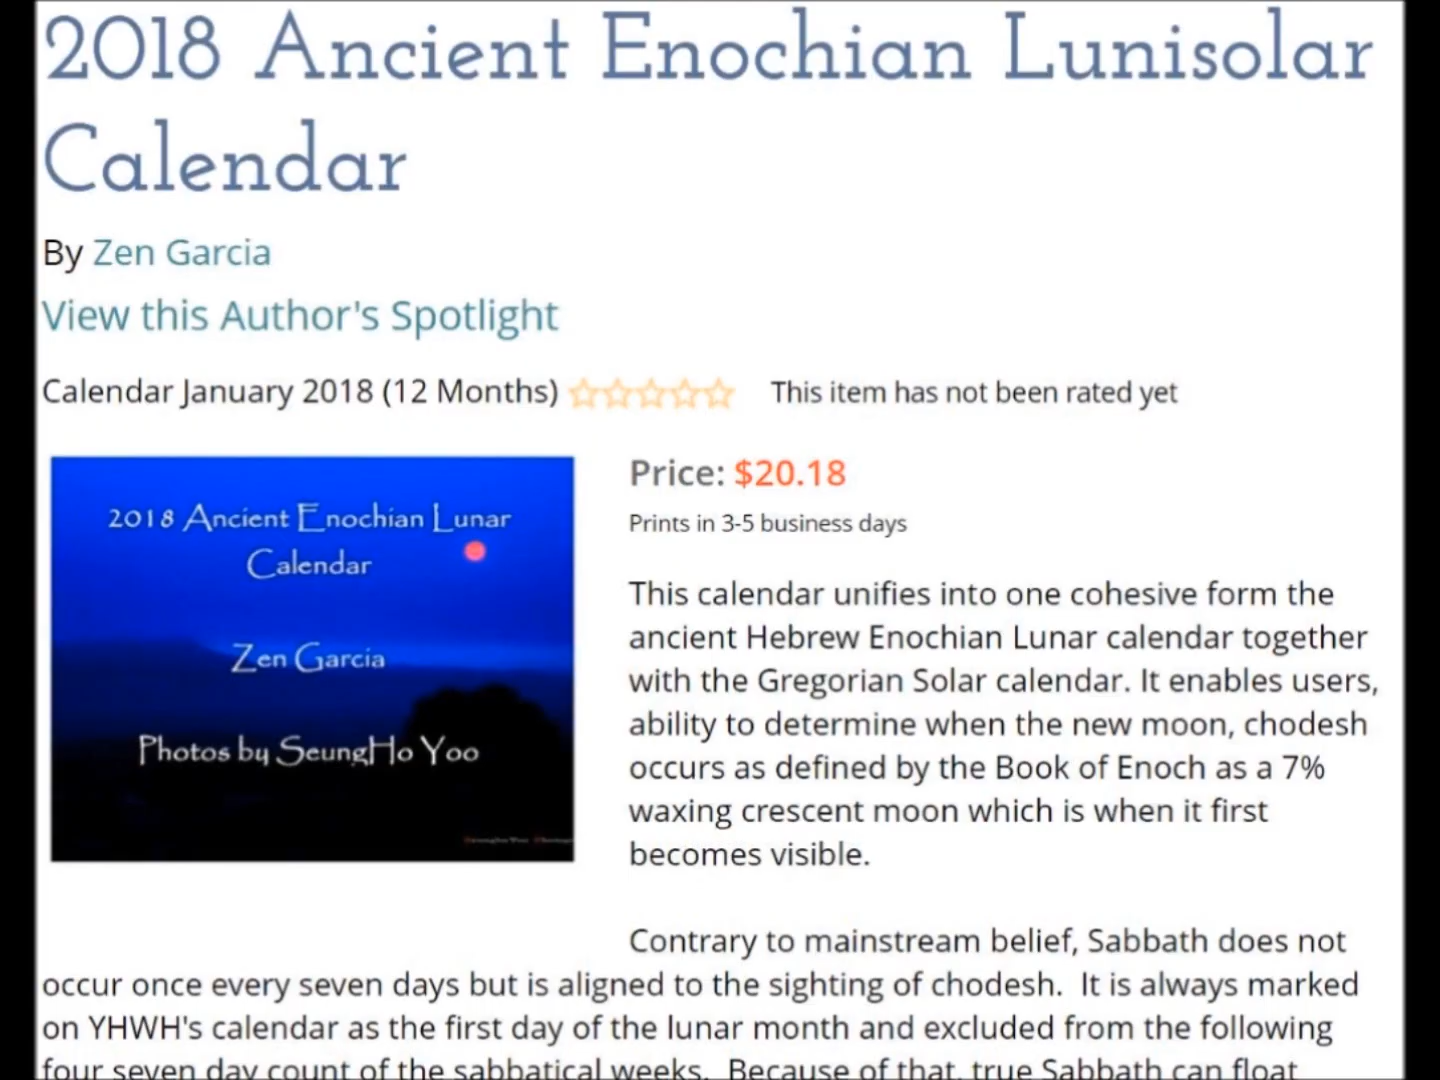 2018 Ancient Enochian Lunisolar
Calendar
By Zen Garcia
View this Author's Spotlight
Calendar January 2018 (12 Months)
This item has not been rated yet
2018 Ancient Enochian Lunar
Calendar
Zen Garcia
Photos by SeungHo Yoo
Price: $20.18
Prints in 3-5 business days
This calendar unifies into one cohesive form the
ancient Hebrew Enochian Lunar calendar together
with the Gregorian Solar calendar. It enables users,
ability to determine when the new moon, chodesh
occurs as defined by the Book of Enoch as a 7%
waxing crescent moon which is when it first
becomes visible.
Contrary to mainstream belief, Sabbath does not
occur once every seven days but is aligned to the sighting of chodesh. It is always marked
on YHWH's calendar as the first day of the lunar month and excluded from the following
four seven day count of the sabbatical weeks. Because of that, true Sabbath can float